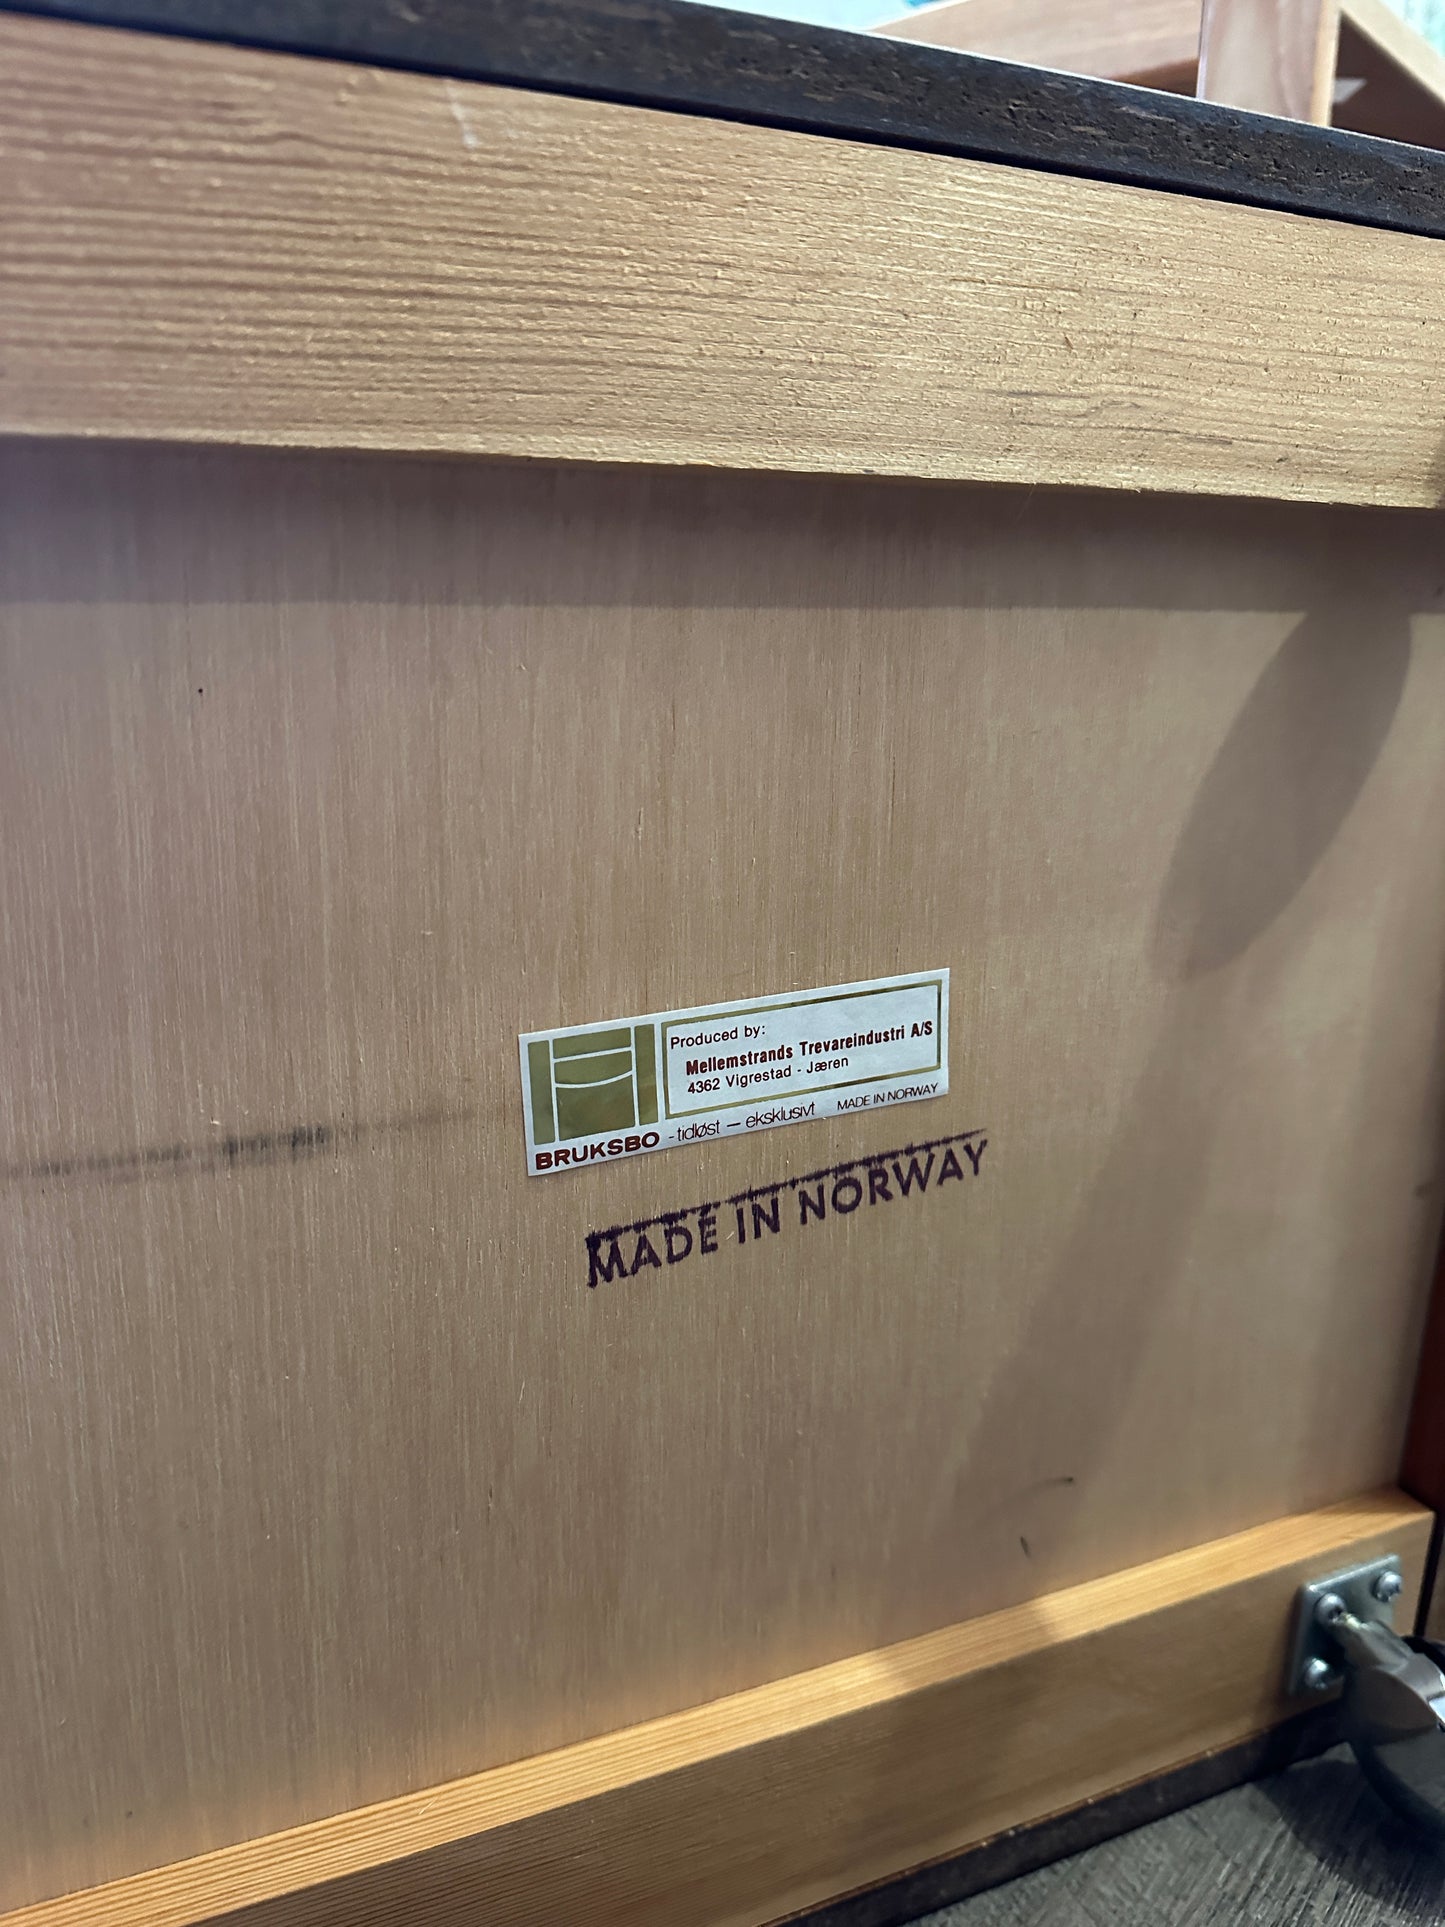 Produced by:
Mellemstrands Trevareindustri A/S
4362 Vigrestad - Jæren
BRUKSBO - tidløst — eksklusivt MADE IN NORWAY
MADE IN NORWAY